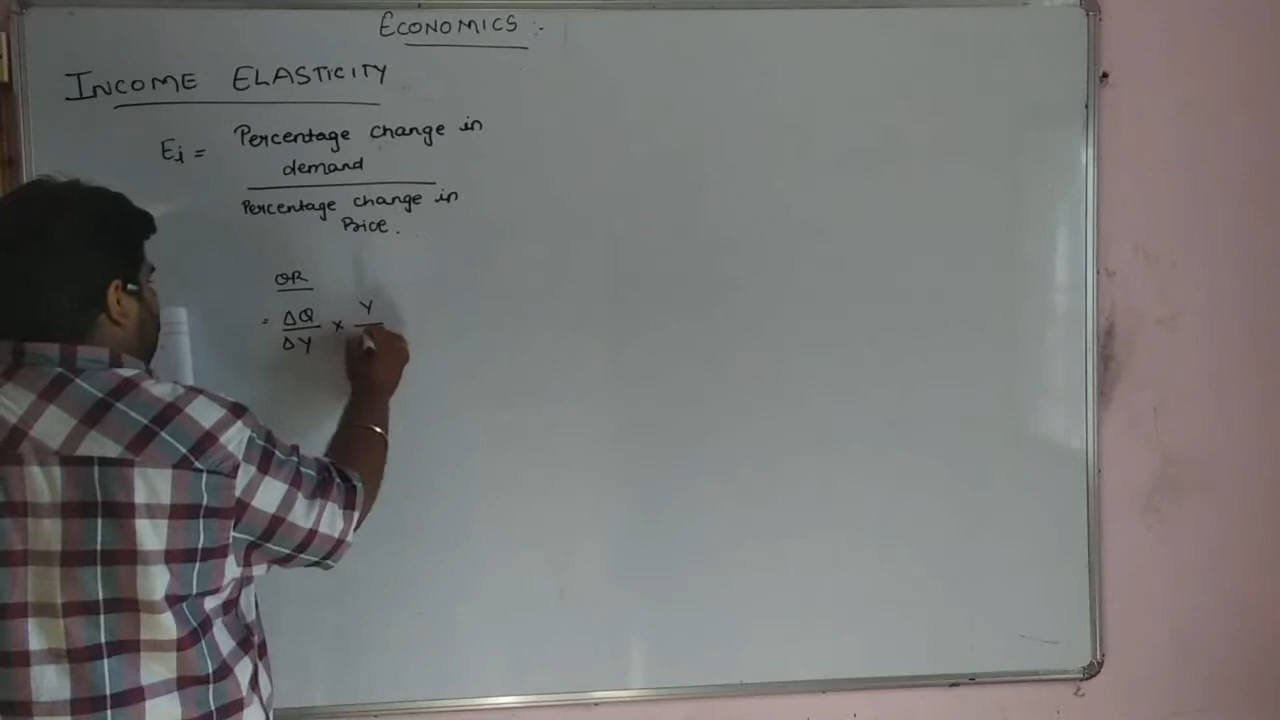 ECONOMICS :-
INCOME ELASTICITY
Ei = Percentage change in
demand
Percentage change in
Price.
OR
= ΔQ × Y
ΔY